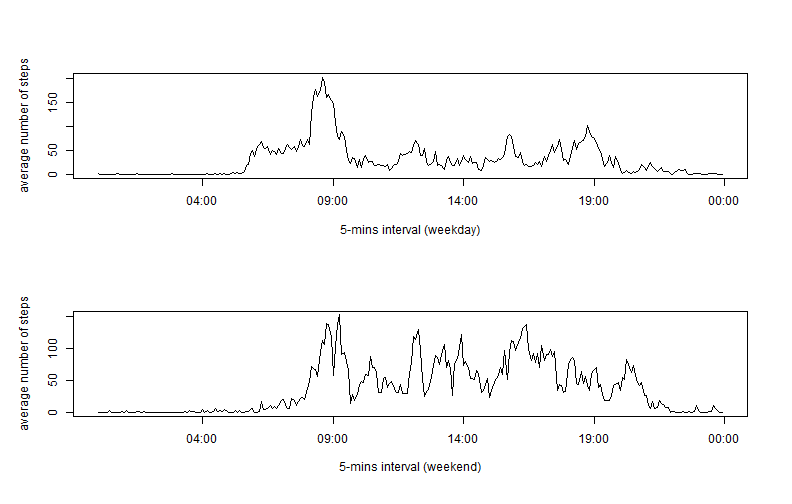 average number of steps
150
50
0
04:00 09:00 14:00 19:00 00:00
5-mins interval (weekday)
average number of steps
100
50
0
04:00 09:00 14:00 19:00 00:00
5-mins interval (weekend)